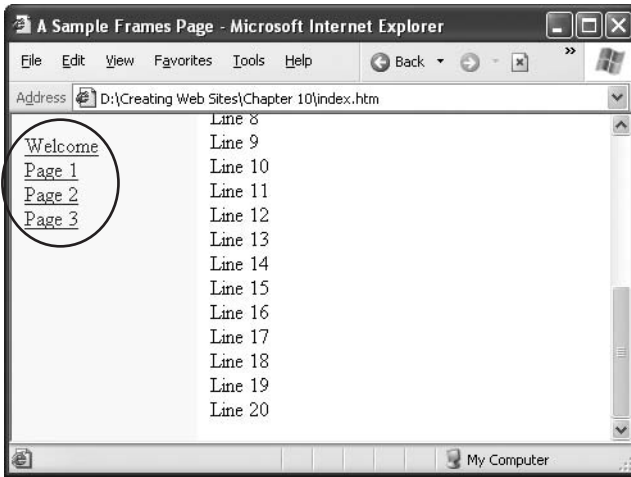 A Sample Frames Page - Microsoft Internet Explorer
File Edit View Favorites Tools Help Back »
Address D:\Creating Web Sites\Chapter 10\index.htm
Welcome
Page 1
Page 2
Page 3
Line 8
Line 9
Line 10
Line 11
Line 12
Line 13
Line 14
Line 15
Line 16
Line 17
Line 18
Line 19
Line 20
My Computer